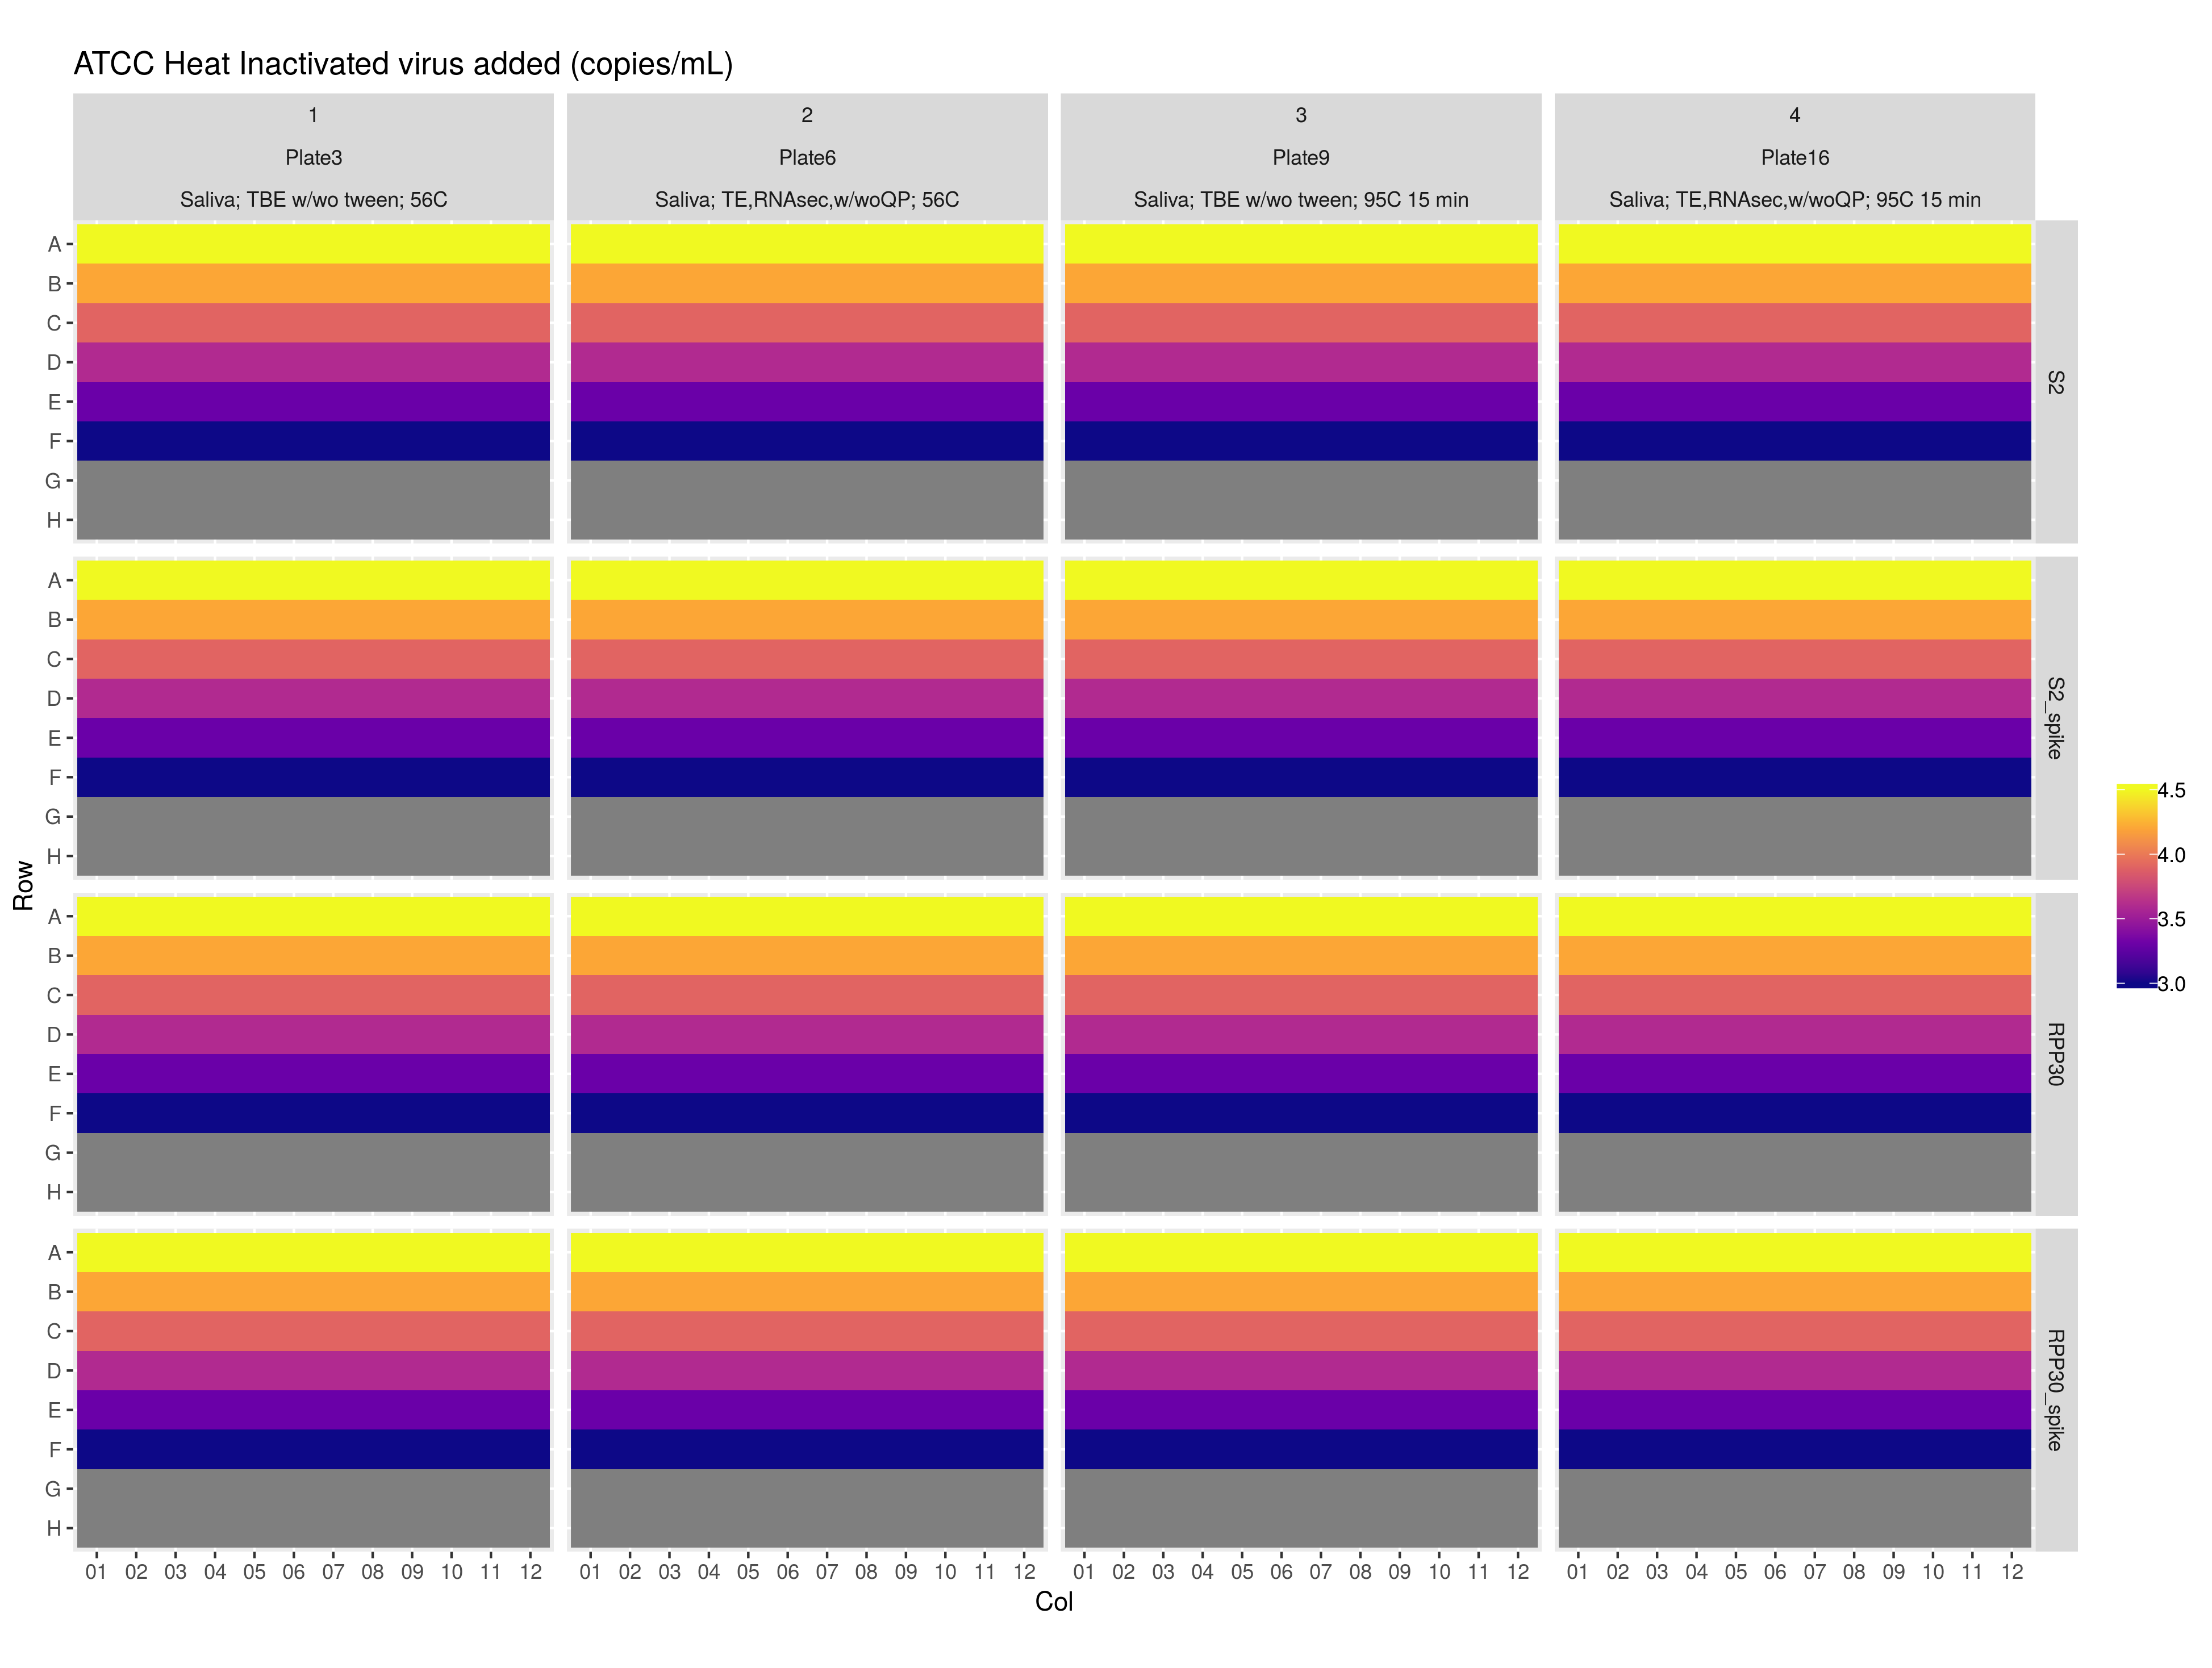 ATCC Heat Inactivated virus added (copies/mL)
1
2
3
4
Plate3
Plate6
Plate9
Plate16
Saliva; TBE w/wo tween; 56C
Saliva; TE,RNAsec,w/woQP; 56C
Saliva; TBE w/wo tween; 95C 15 min
Saliva; TE,RNAsec,w/woQP; 95C 15 min
A
B
C
D
E
F
G
H
S2
A
B
C
D
E
F
G
H
S2_spike
A
B
C
D
E
F
G
H
RPP30
A
B
C
D
E
F
G
H
RPP30_spike
Row
01 02 03 04 05 06 07 08 09 10 11 12
01 02 03 04 05 06 07 08 09 10 11 12
01 02 03 04 05 06 07 08 09 10 11 12
01 02 03 04 05 06 07 08 09 10 11 12
Col
4.5
4.0
3.5
3.0